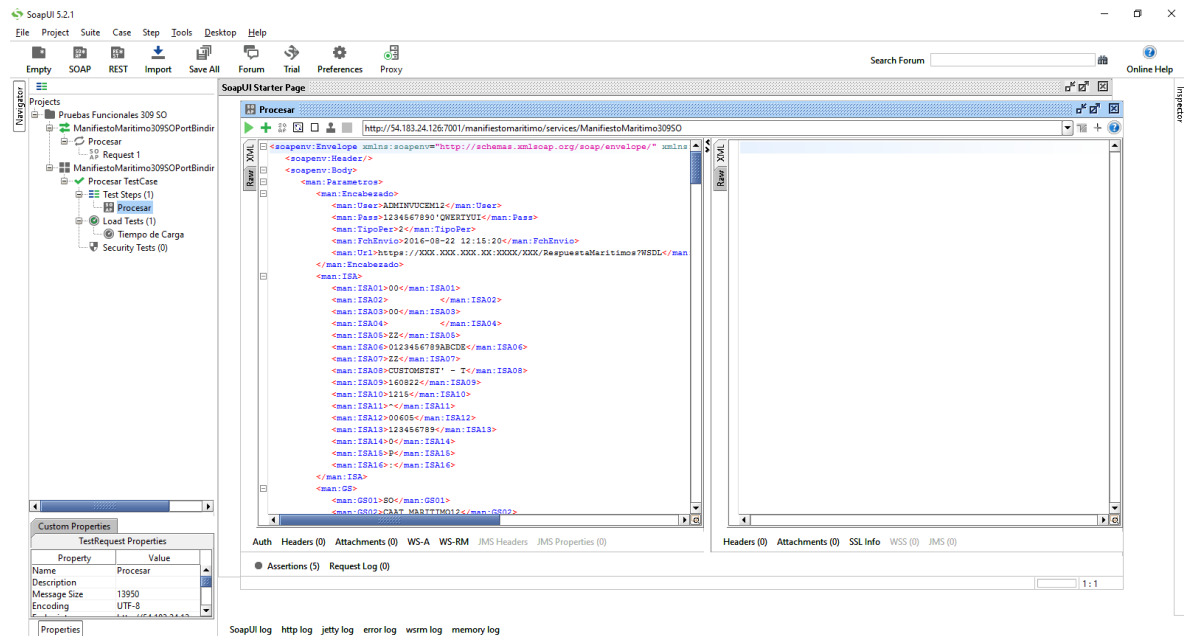 SoapUI 5.2.1
File Project Suite Case Step Tools Desktop Help
Empty SOAP REST Import Save All Forum Trial Preferences Proxy Search Forum Online Help
Navigator
Inspector
Projects
Pruebas Funcionales 309 SO
ManifiestoMaritimo309SOPortBindir
Procesar
Request 1
ManifiestoMaritimo309SOPortBindir
Procesar TestCase
Test Steps (1)
Procesar
Load Tests (1)
Tiempo de Carga
Security Tests (0)
Custom Properties
TestRequest Properties
Property Value
Name Procesar
Description
Message Size 13950
Encoding UTF-8
Properties
SoapUI Starter Page
Procesar
http://54.183.24.126:7001/manifiestomaritimo/services/ManifiestoMaritimo309SO
XML
Raw
<soapenv:Envelope xmlns:soapenv="http://schemas.xmlsoap.org/soap/envelope/" xmlns
<soapenv:Header/>
<soapenv:Body>
<man:Parametros>
<man:Encabezado>
<man:User>ADMINVUCEM12</man:User>
<man:Pass>1234567890'QWERTYUI</man:Pass>
<man:TipoPer>2</man:TipoPer>
<man:FchEnvio>2016-08-22 12:15:20</man:FchEnvio>
<man:Url>https://XXX.XXX.XXX.XX:XXXX/XXX/RespuestaMaritimos?WSDL</man
</man:Encabezado>
<man:ISA>
<man:ISA01>00</man:ISA01>
<man:ISA02>          </man:ISA02>
<man:ISA03>00</man:ISA03>
<man:ISA04>          </man:ISA04>
<man:ISA05>ZZ</man:ISA05>
<man:ISA06>0123456789ABCDE</man:ISA06>
<man:ISA07>ZZ</man:ISA07>
<man:ISA08>CUSTOMSTST' - T</man:ISA08>
<man:ISA09>160822</man:ISA09>
<man:ISA10>1215</man:ISA10>
<man:ISA11>~</man:ISA11>
<man:ISA12>00605</man:ISA12>
<man:ISA13>123456789</man:ISA13>
<man:ISA14>0</man:ISA14>
<man:ISA15>P</man:ISA15>
<man:ISA16>:</man:ISA16>
</man:ISA>
<man:GS>
<man:GS01>SO</man:GS01>
<man:GS02>CAAT MARITIMO12</man:GS02>
XML
Raw
Auth Headers (0) Attachments (0) WS-A WS-RM JMS Headers JMS Properties (0)
Headers (0) Attachments (0) SSL Info WSS (0) JMS (0)
Assertions (5) Request Log (0)
1 : 1
SoapUI log http log jetty log error log wsrm log memory log